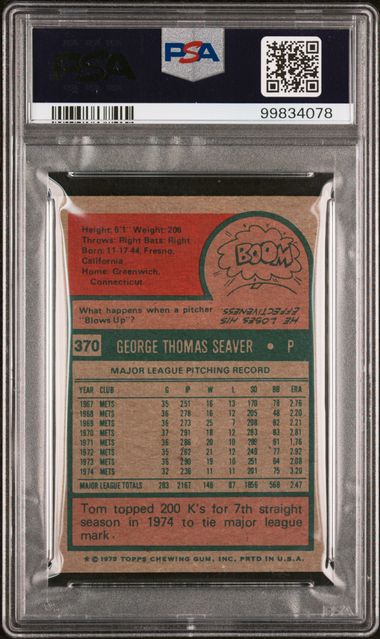 PSA
PSA
99834078
Height: 6'1" Weight: 206
Throws: Right Bats: Right
Born: 11-17-44, Fresno,
California
Home: Greenwich,
Connecticut
BOOM
What happens when a pitcher
"Blows Up"?
HE LOSES HIS
EFFECTIVENESS
370 GEORGE THOMAS SEAVER • P
MAJOR LEAGUE PITCHING RECORD
YEAR CLUB G IP W L SO BB ERA
1967 METS 35 251 16 13 170 78 2.76
1968 METS 36 278 16 12 205 48 2.20
1969 METS 36 273 25 7 208 82 2.21
1970 METS 37 291 18 12 283 83 2.81
1971 METS 36 286 20 10 289 61 1.76
1972 METS 35 262 21 12 249 77 2.92
1973 METS 36 290 19 10 251 64 2.08
1974 METS 32 236 11 11 201 75 3.20
MAJOR LEAGUE TOTALS 283 2167 146 87 1856 568 2.47
Tom topped 200 K's for 7th straight
season in 1974 to tie major league
mark.
★ © 1975 TOPPS CHEWING GUM, INC. PRTD IN U.S.A.